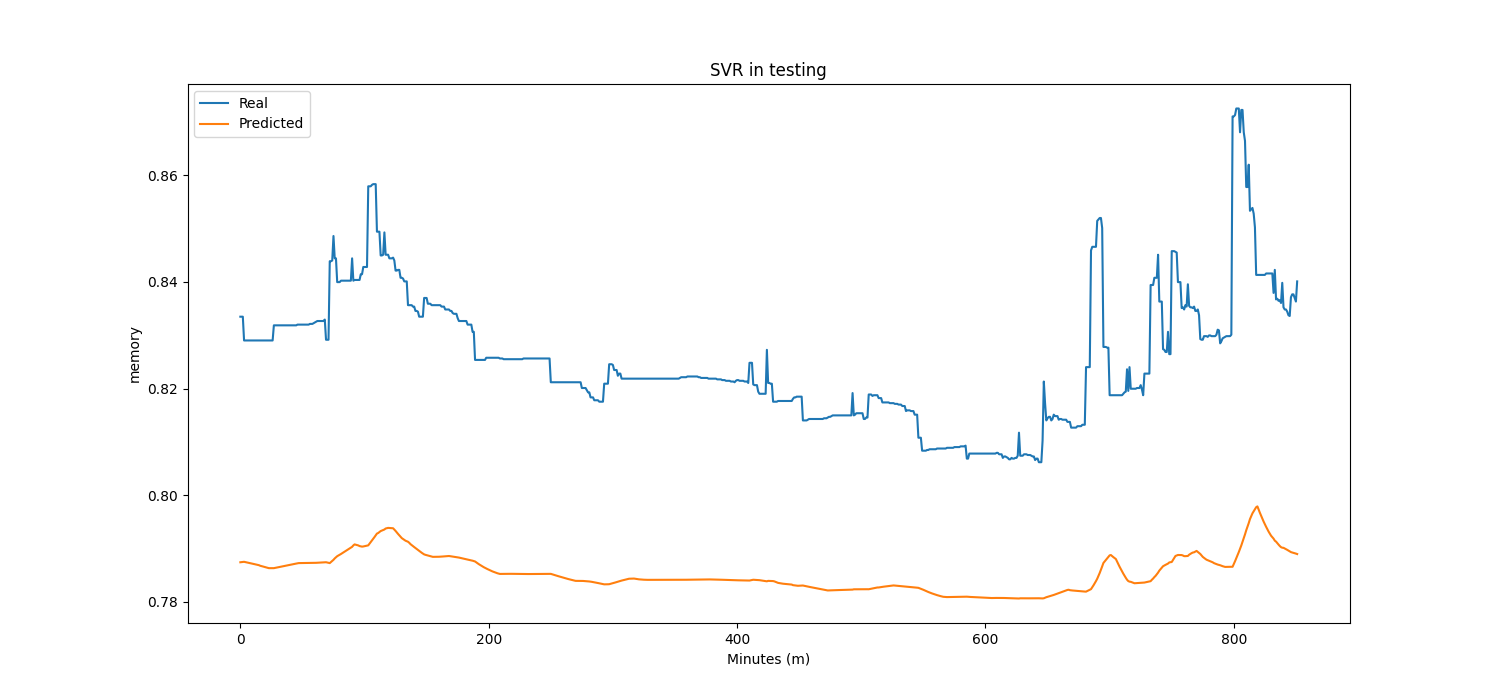 SVR in testing
Real
Predicted
0.86
0.84
0.82
0.80
0.78
memory
0 200 400 600 800
Minutes (m)